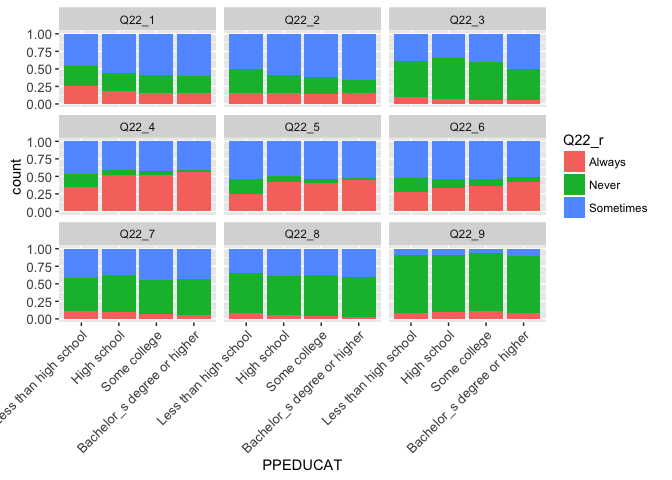 Q22_1 Q22_2 Q22_3
1.00
0.75
0.50
0.25
0.00
Q22_4 Q22_5 Q22_6
1.00
0.75
0.50
0.25
0.00
Q22_7 Q22_8 Q22_9
1.00
0.75
0.50
0.25
0.00
count
Less than high school
High school
Some college
Bachelor_s degree or higher
Less than high school
High school
Some college
Bachelor_s degree or higher
Less than high school
High school
Some college
Bachelor_s degree or higher
PPEDUCAT
Q22_r
Always
Never
Sometimes